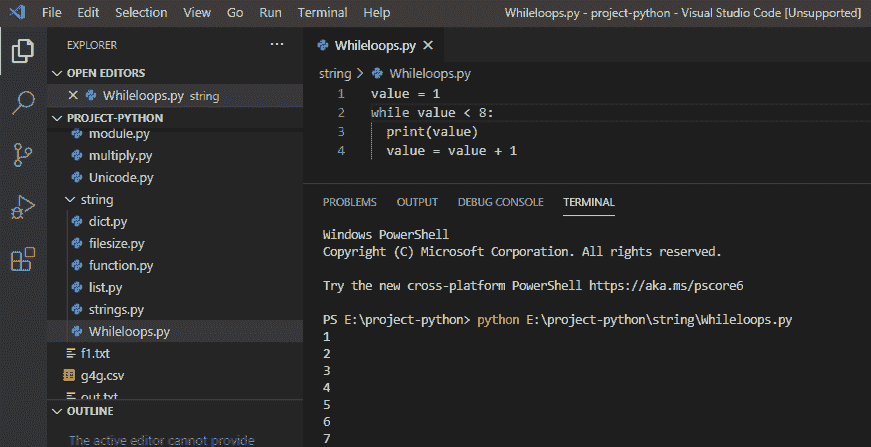 File Edit Selection View Go Run Terminal Help Whileloops.py - project-python - Visual Studio Code [Unsupported]
EXPLORER ...
OPEN EDITORS
Whileloops.py string
PROJECT-PYTHON
module.py
multiply.py
Unicode.py
string
dict.py
filesize.py
function.py
list.py
strings.py
Whileloops.py
f1.txt
g4g.csv
out.txt
OUTLINE
The active editor cannot provide
Whileloops.py
string > Whileloops.py
1 value = 1
2 while value < 8:
3 print(value)
4 value = value + 1
PROBLEMS OUTPUT DEBUG CONSOLE TERMINAL
Windows PowerShell
Copyright (C) Microsoft Corporation. All rights reserved.
Try the new cross-platform PowerShell https://aka.ms/pscore6
PS E:\project-python> python E:\project-python\string\Whileloops.py
1
2
3
4
5
6
7